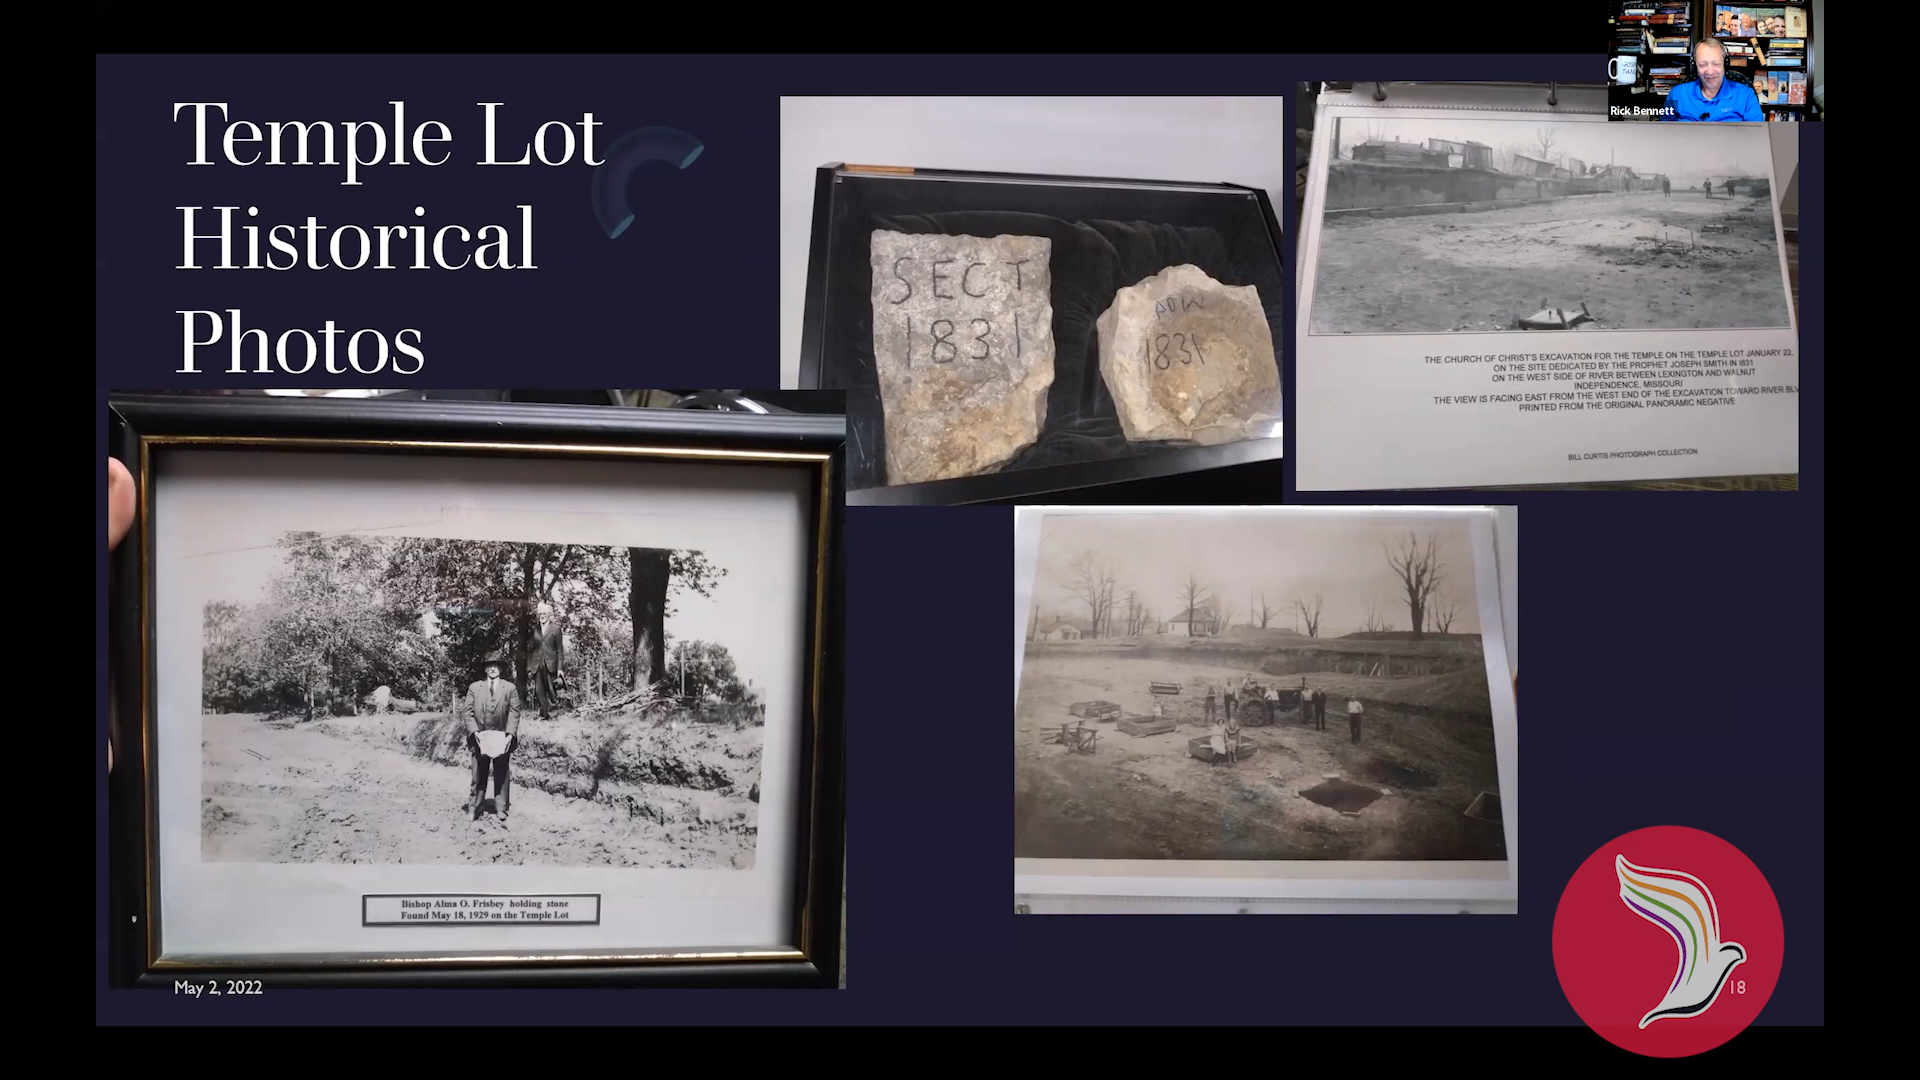 Temple Lot
Historical
Photos
Rick Bennett
SECT
1831
1831
THE CHURCH OF CHRIST'S EXCAVATION FOR THE TEMPLE ON THE TEMPLE LOT JANUARY 22,
ON THE SITE DEDICATED BY THE PROPHET JOSEPH SMITH IN 1831
ON THE WEST SIDE OF RIVER BETWEEN LEXINGTON AND WALNUT
INDEPENDENCE, MISSOURI
THE VIEW IS FACING EAST FROM THE WEST END OF THE EXCAVATION TOWARD RIVER
PRINTED FROM THE ORIGINAL PANORAMIC NEGATIVE
BILL CURTIS PHOTOGRAPH COLLECTION
Bishop Alma O. Frisbey holding stone
Found May 18, 1929 on the Temple Lot
May 2, 2022
18